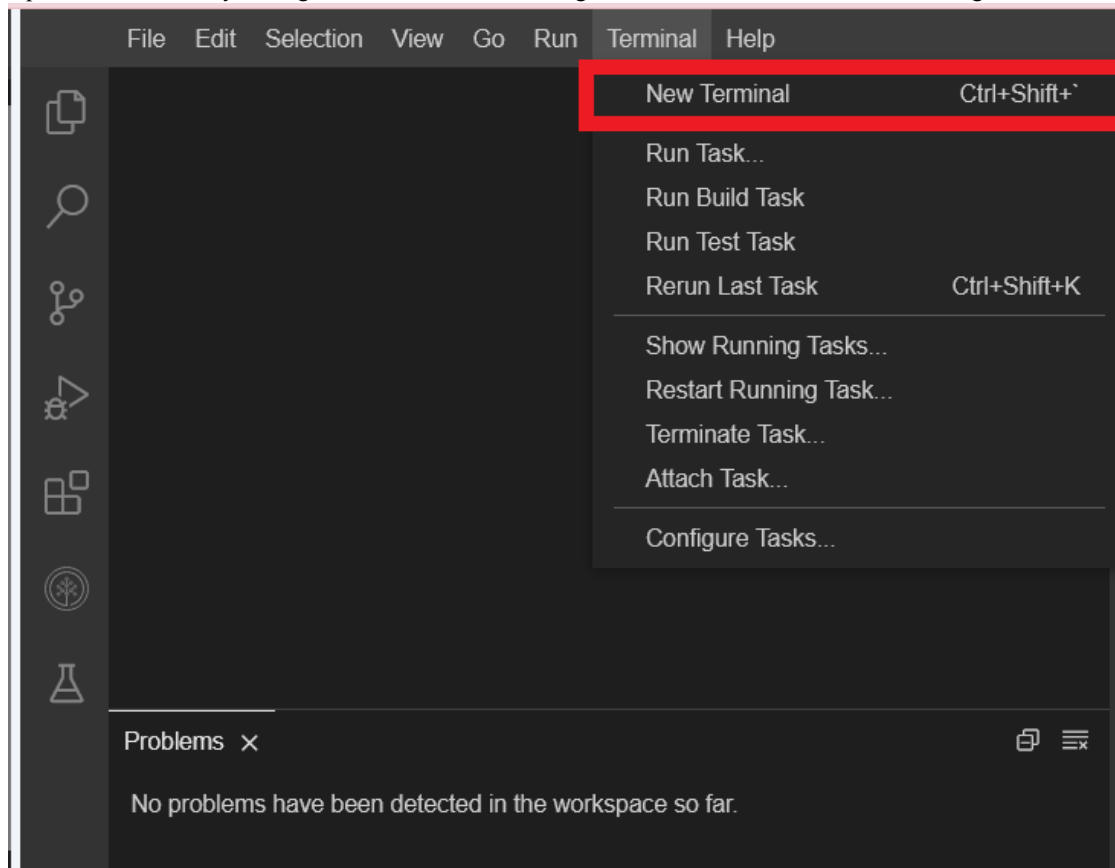 File Edit Selection View Go Run Terminal Help
New Terminal Ctrl+Shift+`
Run Task...
Run Build Task
Run Test Task
Rerun Last Task Ctrl+Shift+K
Show Running Tasks...
Restart Running Task...
Terminate Task...
Attach Task...
Configure Tasks...
Problems
No problems have been detected in the workspace so far.